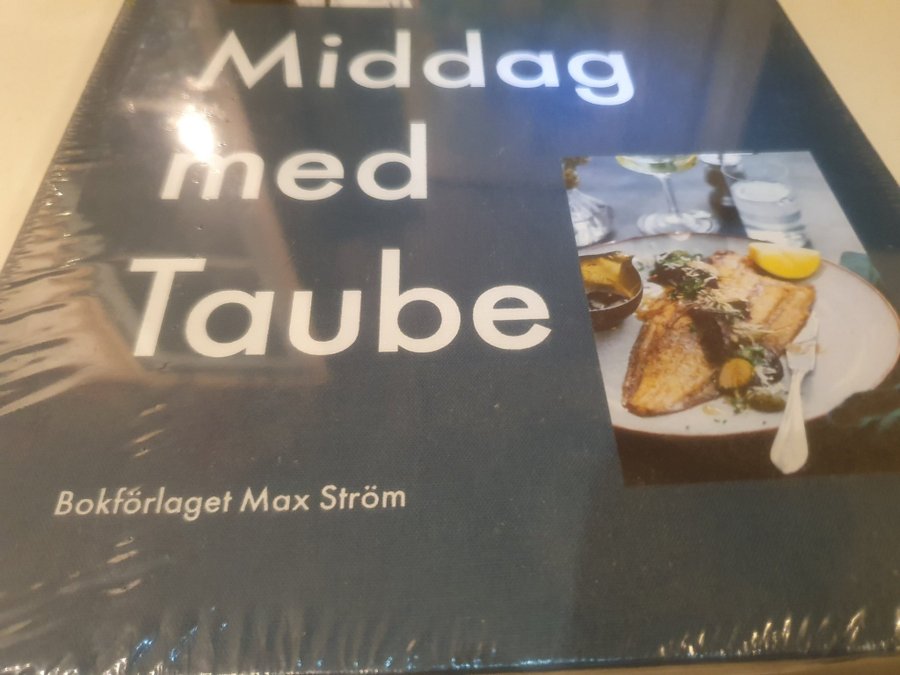 Middag
med
Taube
Bokförlaget Max Ström